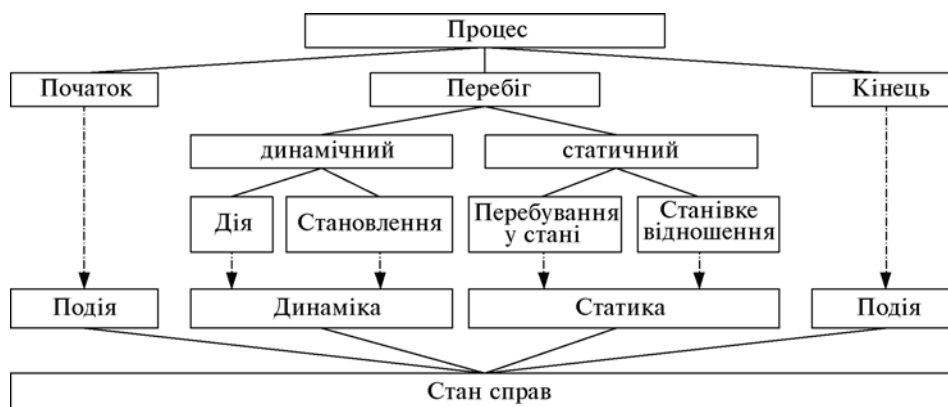 Процес
Початок
Перебіг
Кінець
динамічний
статичний
Дія
Становлення
Перебування
у стані
Станівке
відношення
Подія
Динаміка
Статика
Подія
Стан справ